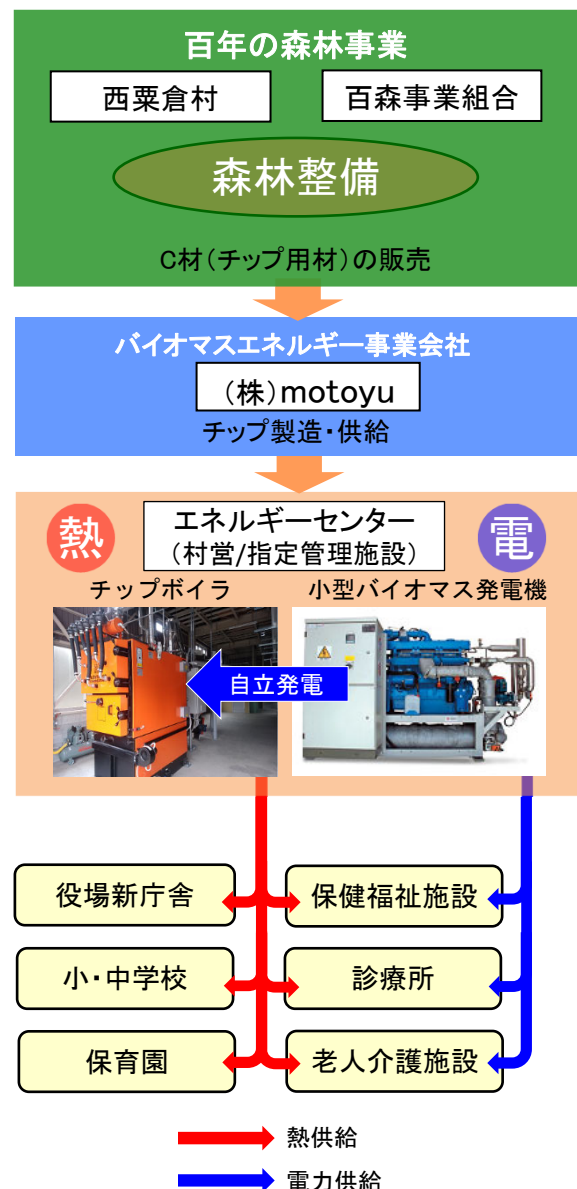 百年の森林事業
西粟倉村
百森事業組合
森林整備
C材(チップ用材)の販売
バイオマスエネルギー事業会社
(株)motoyu
チップ製造・供給
熱
エネルギーセンター
(村営/指定管理施設)
電
チップボイラ
小型バイオマス発電機
自立発電
役場新庁舎
保健福祉施設
小・中学校
診療所
保育園
老人介護施設
熱供給
電力供給